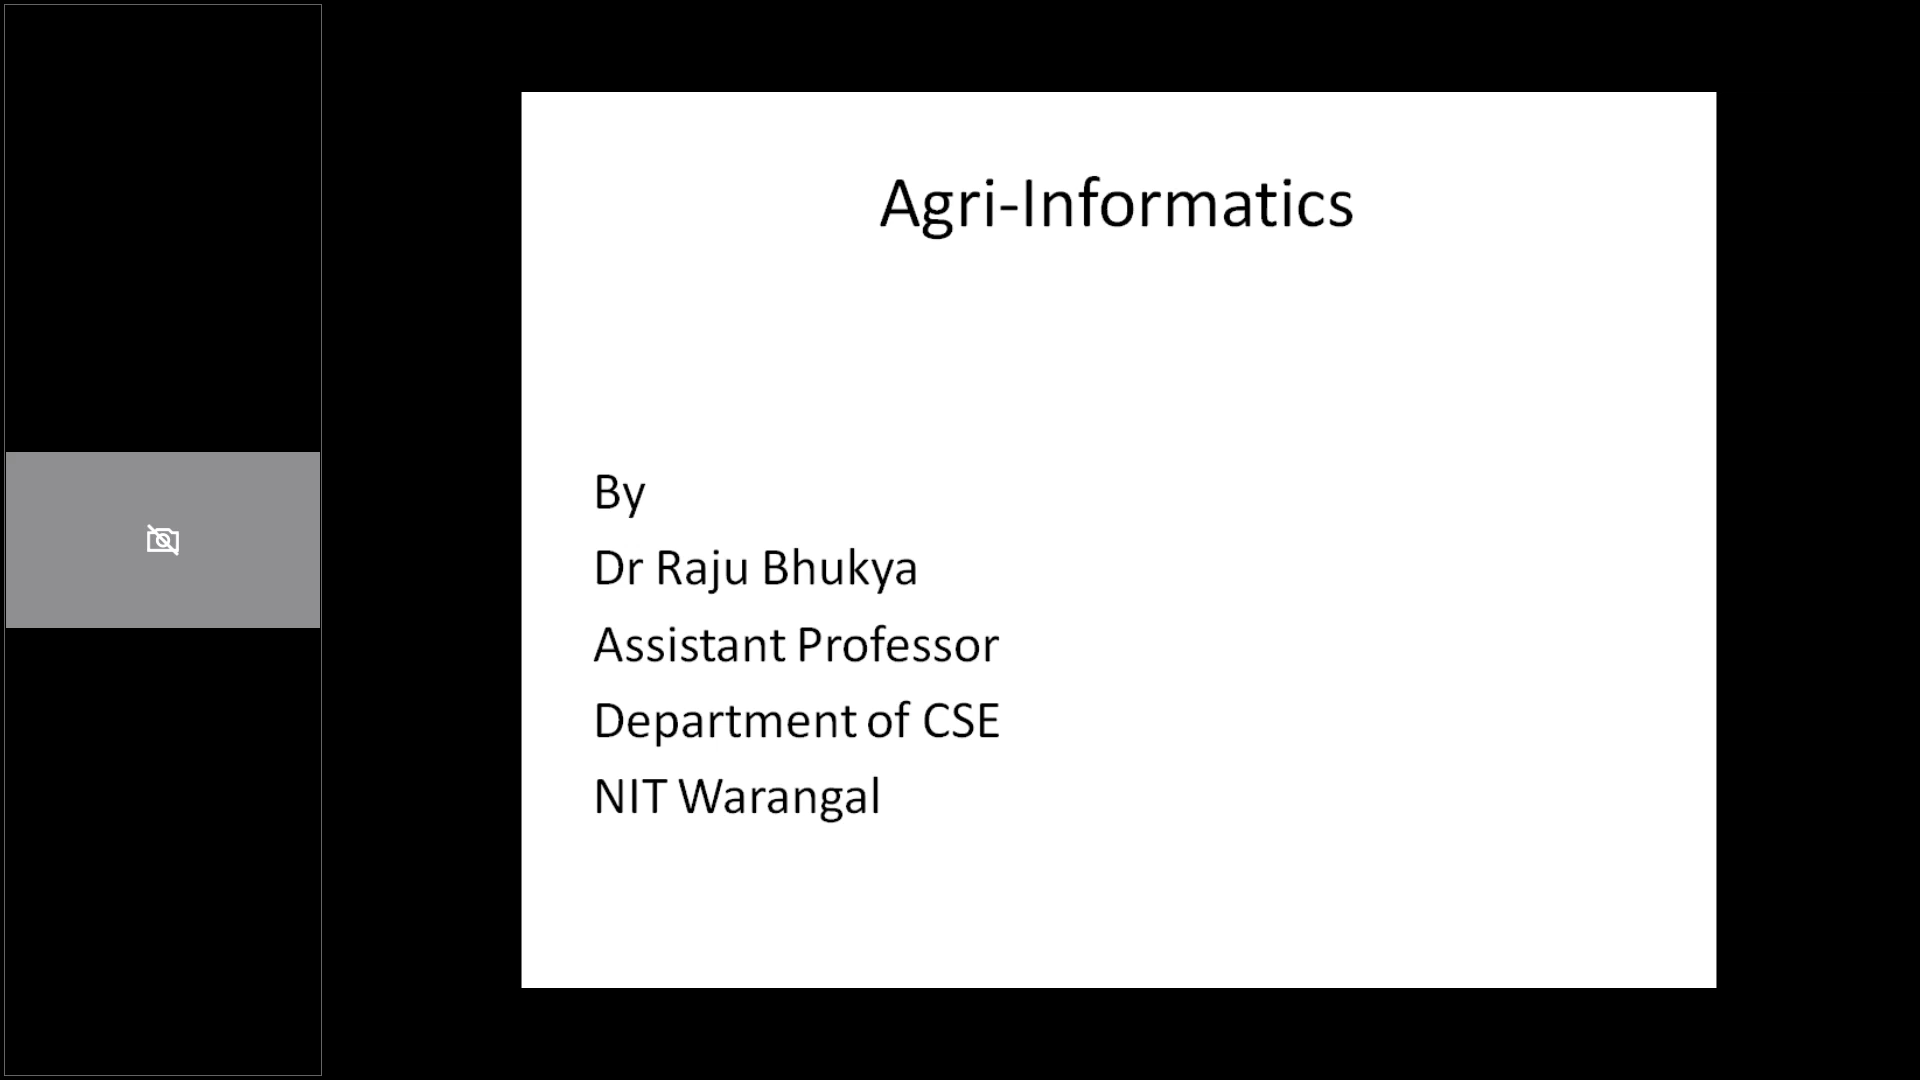 Agri-Informatics
By
Dr Raju Bhukya
Assistant Professor
Department of CSE
NIT Warangal